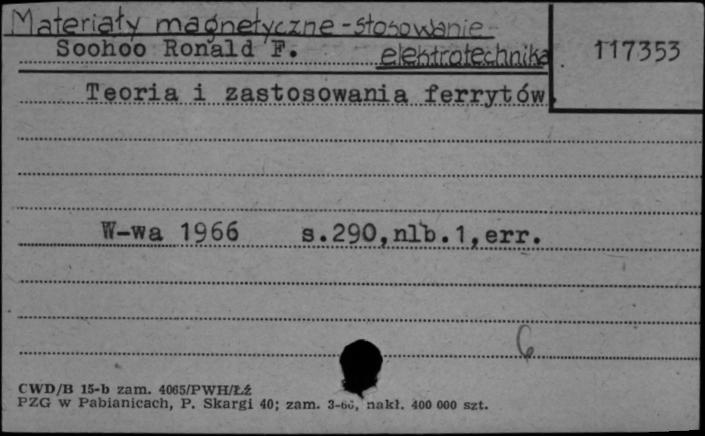 Materiały magnetyczne - stosowanie -
elektrotechnika
117353
Soohoo Ronald F.
Teoria i zastosowania ferrytów.
W-wa 1966 s.290,nlb.1,err.
6
CWD/B 15-b zam. 4065/PWH/Łź
PZG w Pabianicach, P. Skargi 40; zam. 3-66, nakł. 400 000 szt.